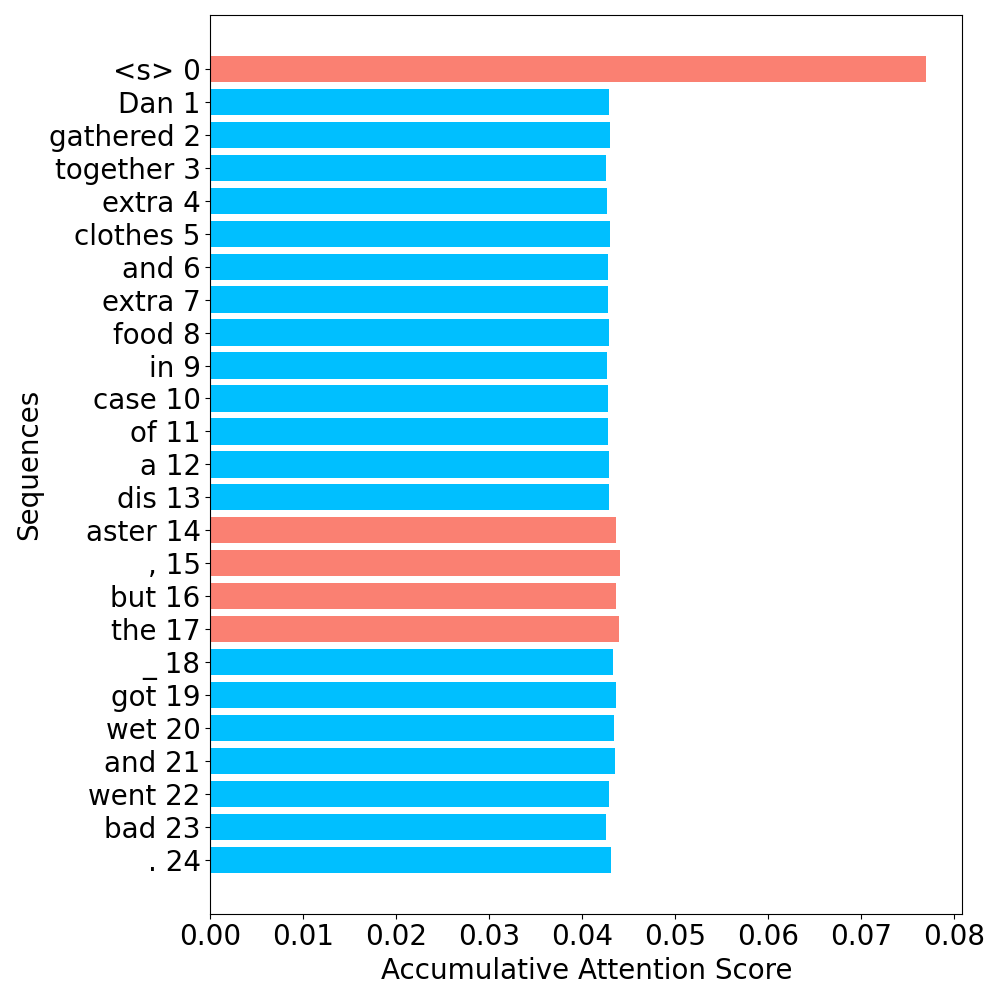 <s> 0
Dan 1
gathered 2
together 3
extra 4
clothes 5
and 6
extra 7
food 8
in 9
case 10
of 11
a 12
dis 13
aster 14
, 15
but 16
the 17
_ 18
got 19
wet 20
and 21
went 22
bad 23
. 24
Sequences
0.00 0.01 0.02 0.03 0.04 0.05 0.06 0.07 0.08
Accumulative Attention Score